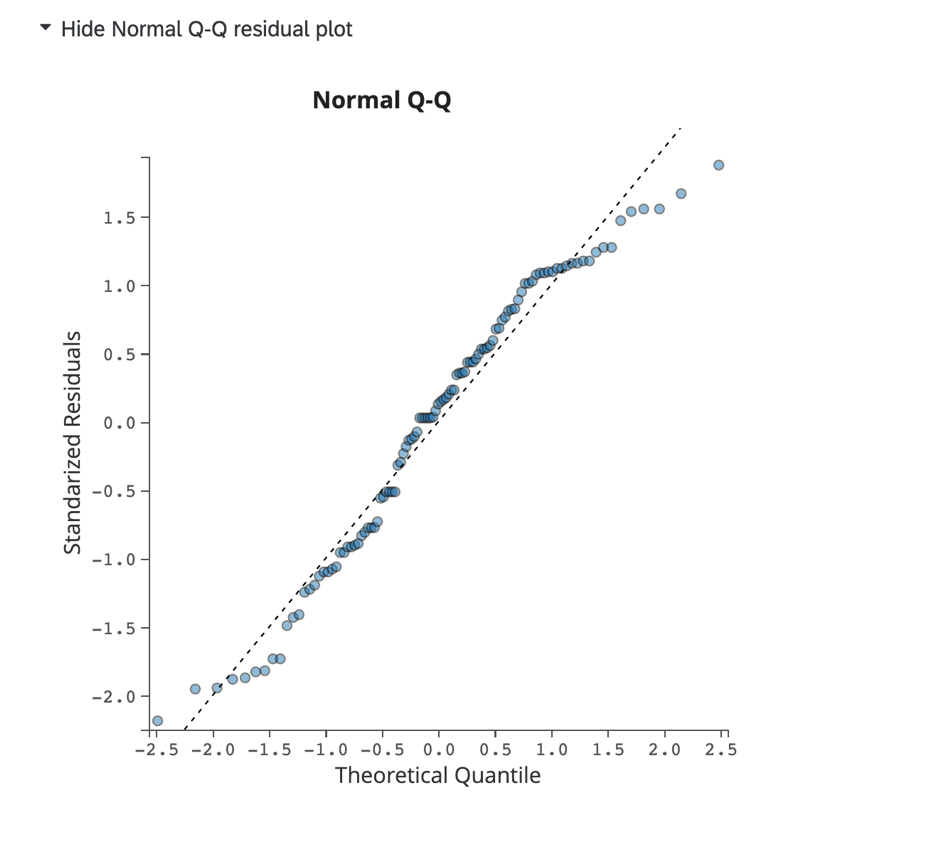 Hide Normal Q-Q residual plot
Normal Q-Q
1.5
1.0
0.5
0.0
−0.5
−1.0
−1.5
−2.0
Standarized Residuals
−2.5 −2.0 −1.5 −1.0 −0.5 0.0 0.5 1.0 1.5 2.0 2.5
Theoretical Quantile